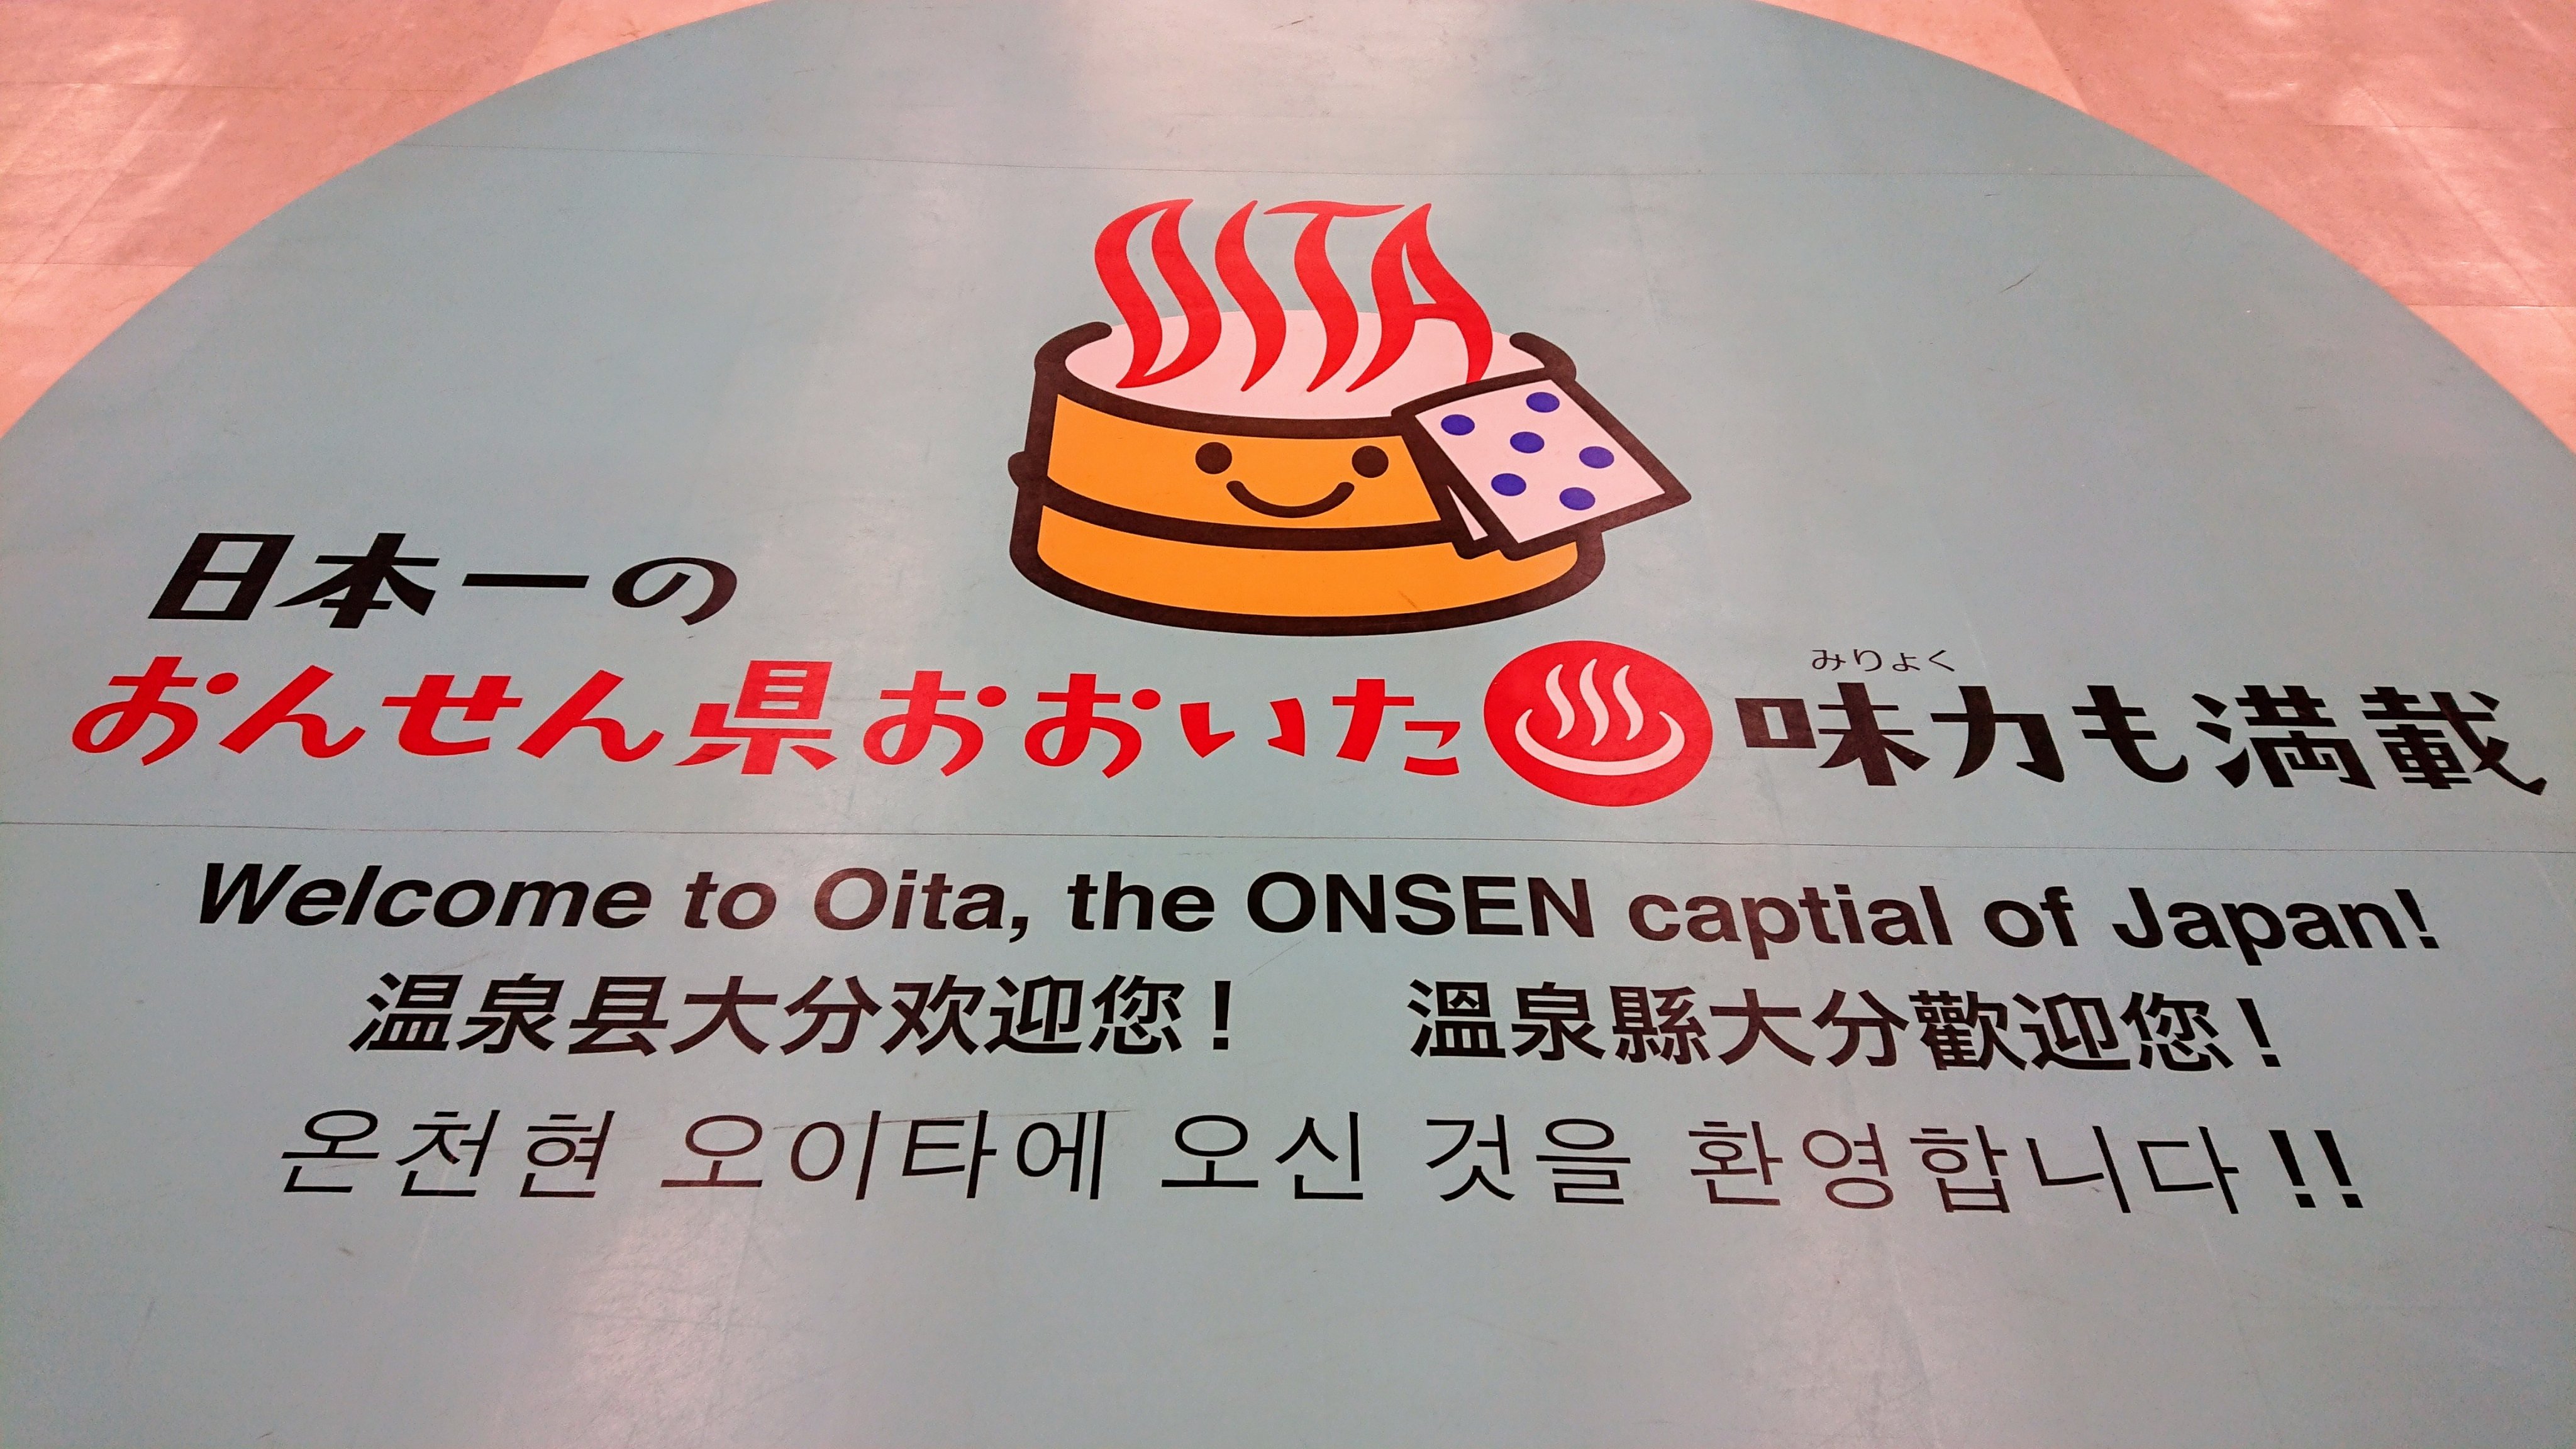 OITA
日本一の
おんせん県おおいた♨味力も満載
みりょく
Welcome to Oita, the ONSEN captial of Japan!
温泉县大分欢迎您！ 溫泉縣大分歡迎您！
온천현 오이타에 오신 것을 환영합니다!!